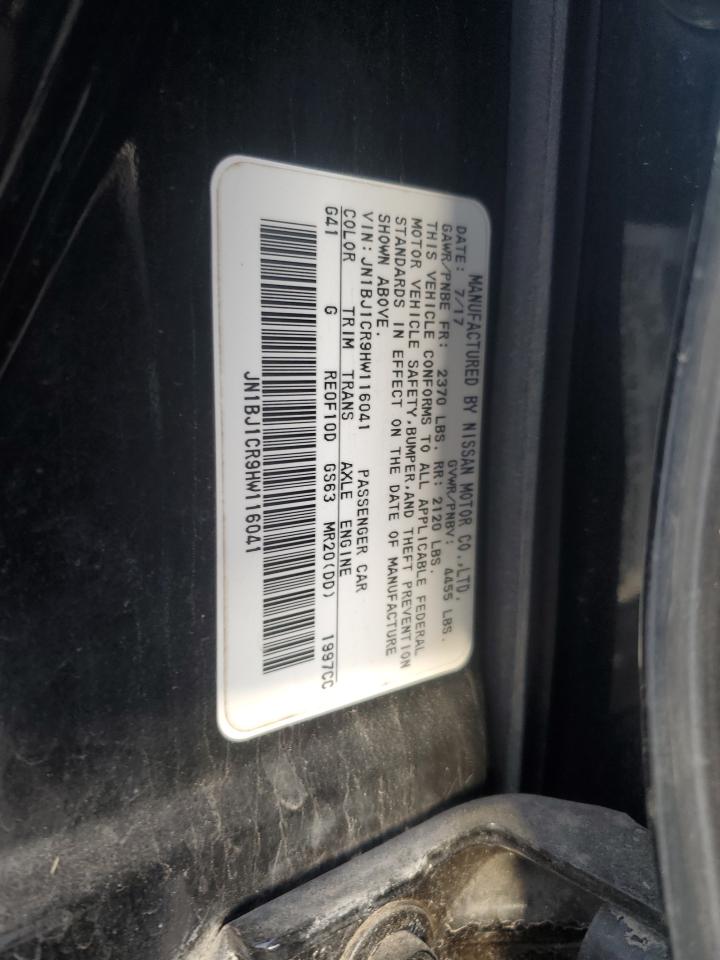 MANUFACTURED BY NISSAN MOTOR CO.,LTD.
DATE: 7/17 GVWR/PNBV: 4455 LBS.
GAWR/PNBE FR: 2370 LBS. RR: 2120 LBS.
THIS VEHICLE CONFORMS TO ALL APPLICABLE FEDERAL
MOTOR VEHICLE SAFETY,BUMPER,AND THEFT PREVENTION
STANDARDS IN EFFECT ON THE DATE OF MANUFACTURE
SHOWN ABOVE.
VIN: JN1BJ1CR9HW116041 PASSENGER CAR
COLOR TRIM TRANS AXLE ENGINE
G41 G RE0F10D GS63 MR20(DD) 1997CC
JN1BJ1CR9HW116041